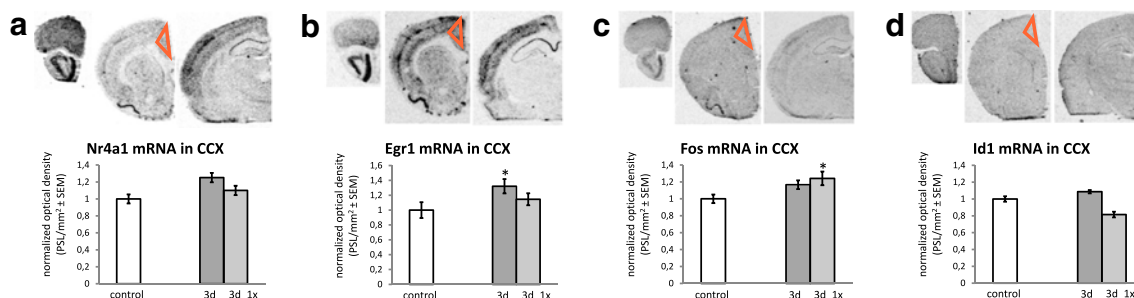 a
Nr4a1 mRNA in CCX
normalized optical density
(PSL/mm² ± SEM)
1,4
1,2
1
0,8
0,6
0,4
0,2
0
control
3d
3d 1x
b
Egr1 mRNA in CCX
normalized optical density
(PSL/mm² ± SEM)
1,4
1,2
1
0,8
0,6
0,4
0,2
0
*
control
3d
3d 1x
c
Fos mRNA in CCX
normalized optical density
(PSL/mm² ± SEM)
1,4
1,2
1
0,8
0,6
0,4
0,2
0
*
control
3d
3d 1x
d
Id1 mRNA in CCX
normalized optical density
(PSL/mm² ± SEM)
1,4
1,2
1
0,8
0,6
0,4
0,2
0
control
3d
3d 1x